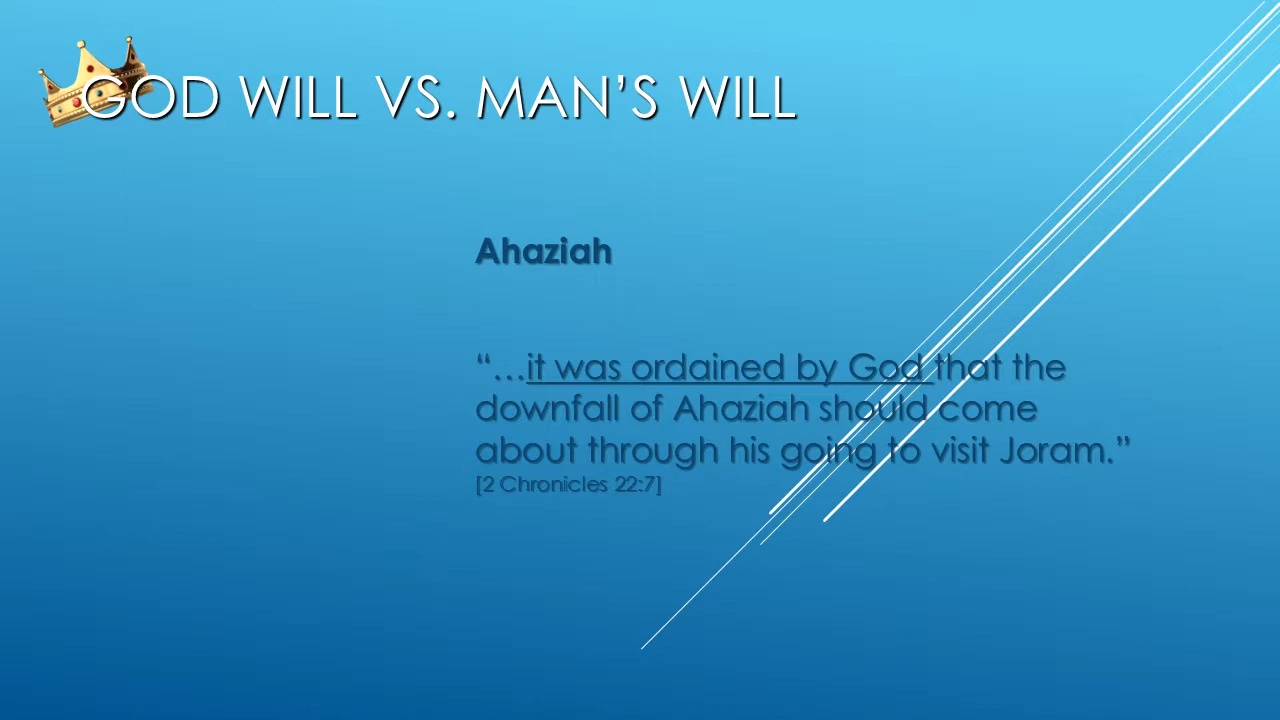 GOD WILL VS. MAN’S WILL
Ahaziah
“…it was ordained by God that the
downfall of Ahaziah should come
about through his going to visit Joram.”
[2 Chronicles 22:7]